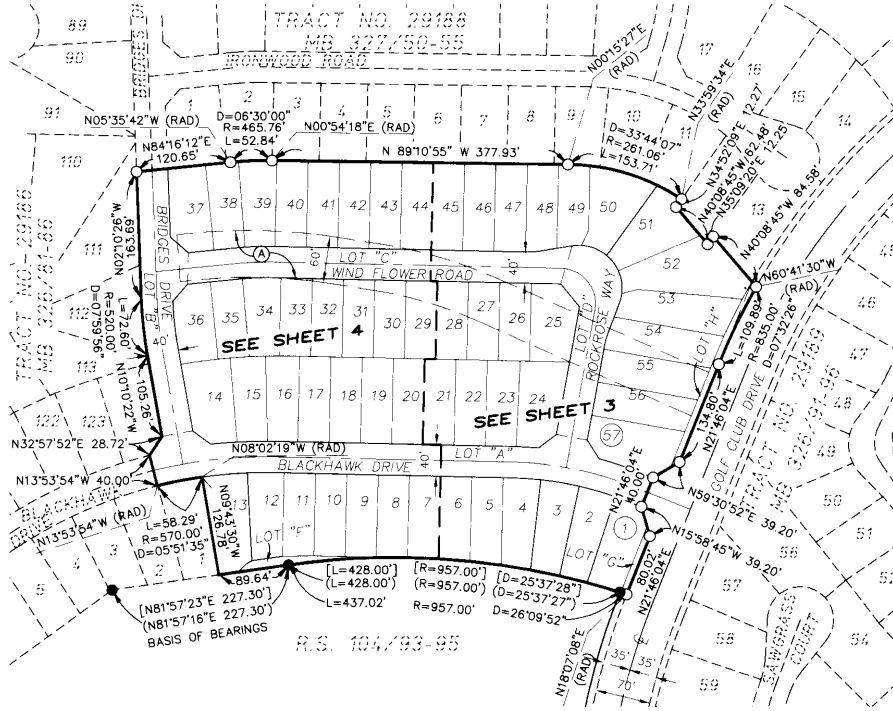 TRACT NO. 29188
MB 327/50-55
IRONWOOD ROAD
BRIDGES DR
89
90
91
110
111
112
113
122
123
1
2
3
4
5
6
7
8
9
10
11
17
16
15
14
13
N00°15'27"E
(RAD)
N33°59'34"E
(RAD)
N34°52'09"E 12.27'
N40°08'45"W 62.48'
N35°09'20"E 12.25'
N40°08'45"W 84.58'
N60°41'30"W
(RAD)
N05°35'42"W (RAD)
N84°16'12"E
120.65'
D=06°30'00"
R=465.76'
L=52.84'
N00°54'18"E (RAD)
N 89°10'55" W 377.93'
D=33°44'07"
R=261.06'
L=153.71'
TRACT NO. 29186
MB 326/81-86
N02°10'26"W
163.69'
L=72.60'
R=520.00'
D=07°59'56"
N10°10'22"W
105.26'
N32°57'52"E 28.72'
N13°53'54"W 40.00'
N13°53'54"W (RAD)
BRIDGES DRIVE
LOT "B"
40'
37
38
39
40
41
42
43
44
45
46
47
48
49
50
51
52
53
54
55
56
57
A
60'
40'
LOT "C"
WIND FLOWER ROAD
LOT "D"
ROCKROSE WAY
LOT "H"
36
35
34
33
32
31
30
29
28
27
26
25
SEE SHEET 4
14
15
16
17
18
19
20
21
22
23
24
SEE SHEET 3
L=109.89'
R=835.00'
D=07°32'26"
N21°46'04"E
134.80'
GOLF CLUB DRIVE
TRACT NO. 29189
MB 326/91-96
46
47
48
49
50
51
52
53
54
55
56
57
58
59
N08°02'19"W (RAD)
BLACKHAWK DRIVE
40'
LOT "A"
N21°46'04"E
40.00'
N59°30'52"E 39.20'
N15°58'45"W 39.20'
80.02'
N21°46'04"E
BLACKHAWK
DRIVE
L=58.29'
R=570.00'
D=05°51'35"
N09°43'30"W
126.78'
13
12
11
10
9
8
7
6
5
4
3
2
1
LOT "F"
LOT "G"
5
4
3
2
1
89.64'
[N81°57'23"E 227.30']
(N81°57'16"E 227.30')
BASIS OF BEARINGS
[L=428.00']
(L=428.00')
L=437.02'
[R=957.00']
(R=957.00')
R=957.00'
[D=25°37'28"]
(D=25°37'27")
D=26°09'52"
R.S. 104/93-95
N18°07'08"E
(RAD)
35'
35'
70'
SAWGRASS
COURT